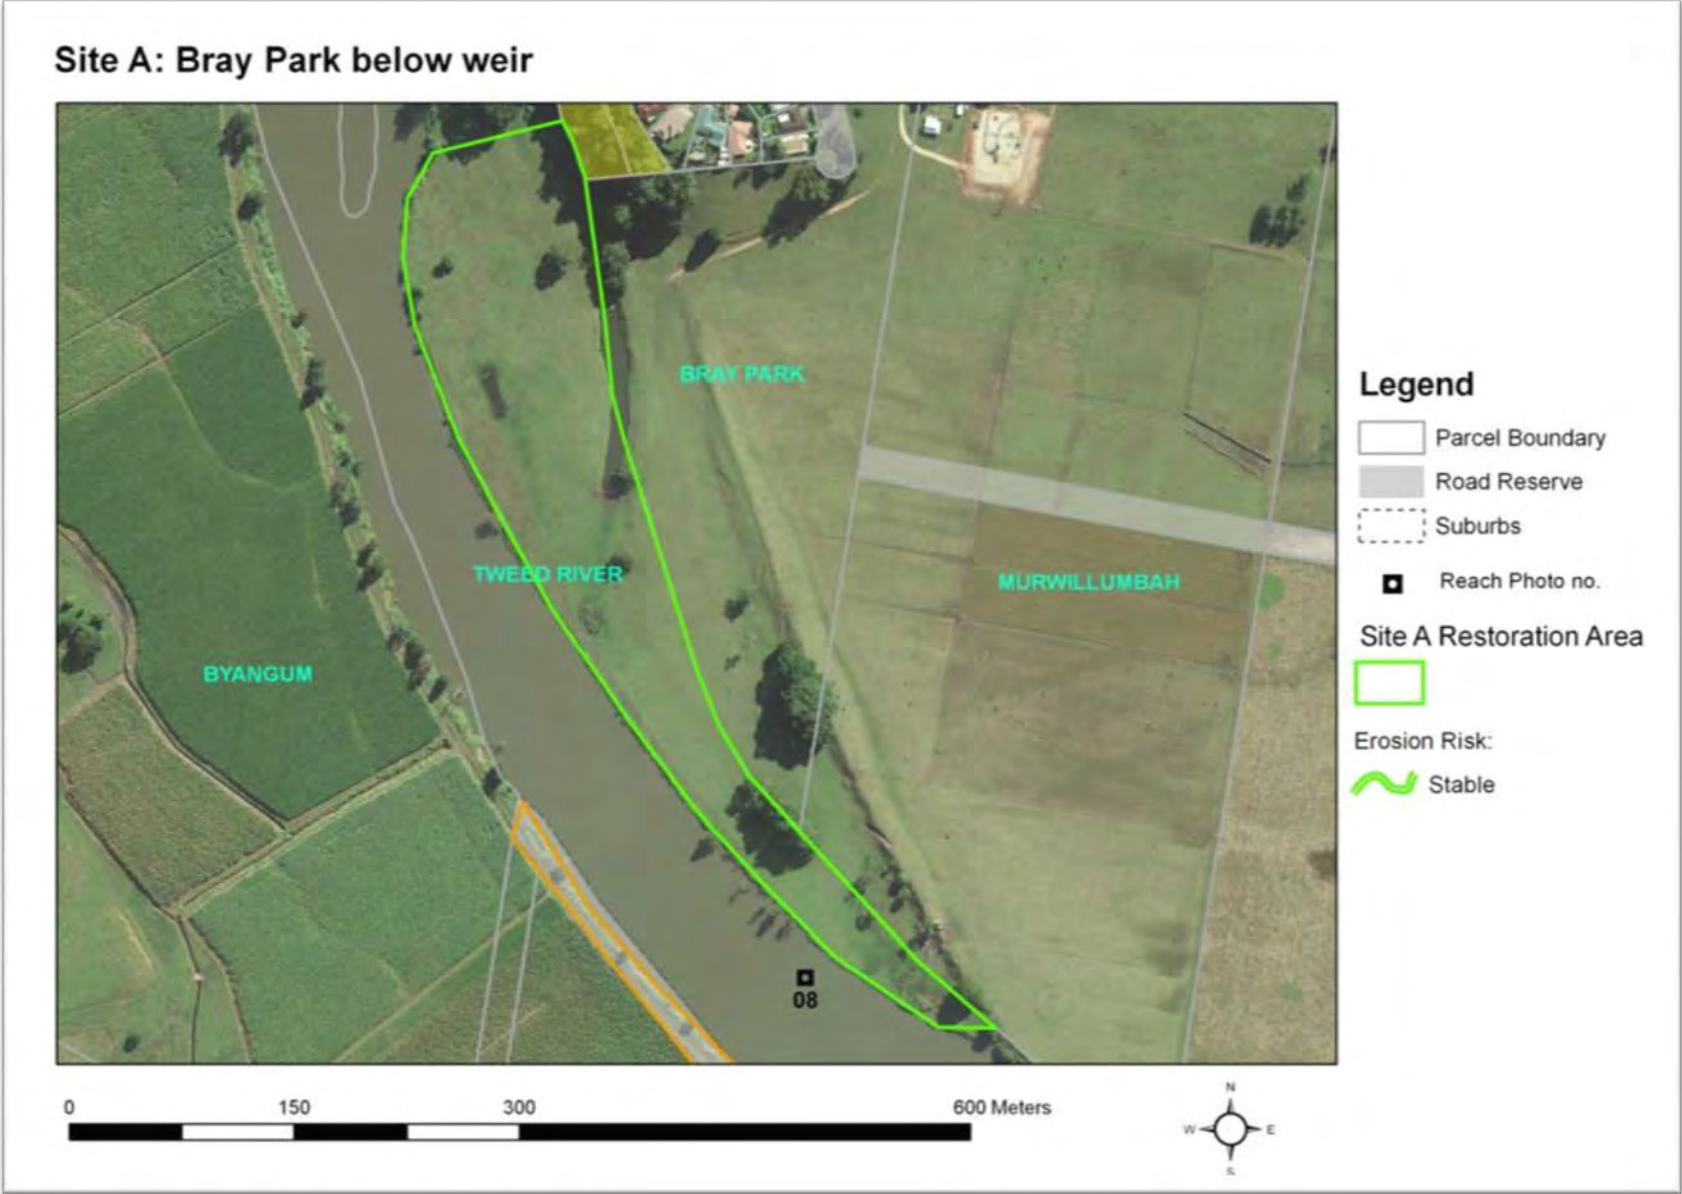 Site A: Bray Park below weir
BRAY PARK
TWEED RIVER
MURWILLUMBAH
BYANGUM
08
Legend
Parcel Boundary
Road Reserve
Suburbs
Reach Photo no.
Site A Restoration Area
Erosion Risk:
Stable
0 150 300 600 Meters
N
W E
S